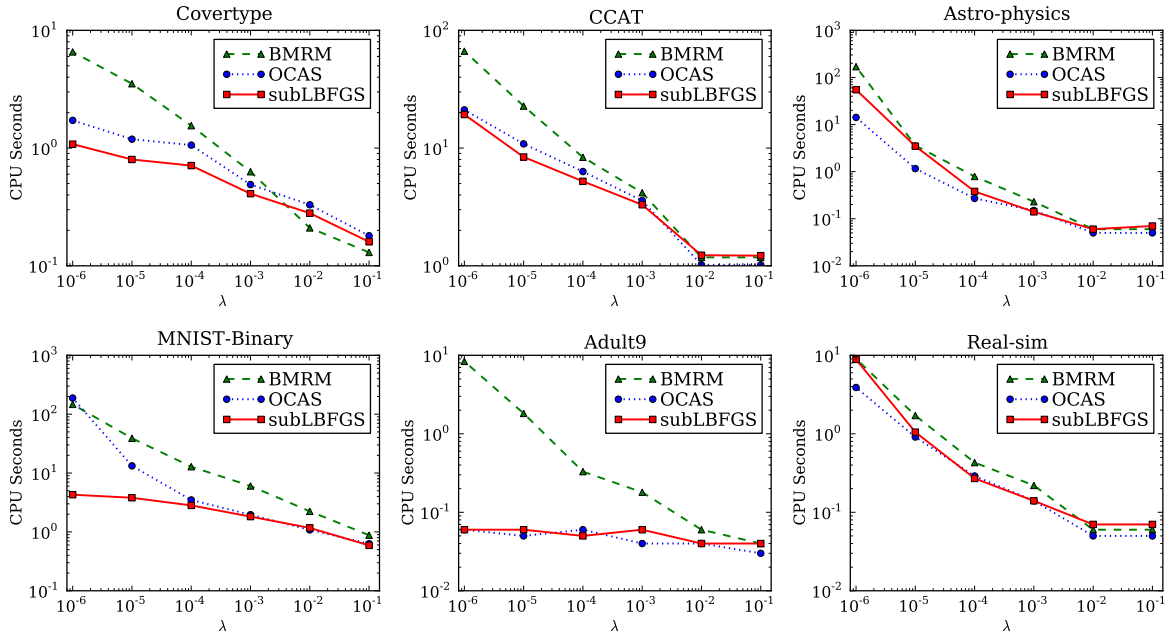 Covertype
10^1
10^0
10^-1
CPU Seconds
BMRM
OCAS
subLBFGS
10^-6 10^-5 10^-4 10^-3 10^-2 10^-1
λ
CCAT
10^2
10^1
10^0
CPU Seconds
BMRM
OCAS
subLBFGS
10^-6 10^-5 10^-4 10^-3 10^-2 10^-1
λ
Astro-physics
10^3
10^2
10^1
10^0
10^-1
10^-2
CPU Seconds
BMRM
OCAS
subLBFGS
10^-6 10^-5 10^-4 10^-3 10^-2 10^-1
λ
MNIST-Binary
10^3
10^2
10^1
10^0
10^-1
CPU Seconds
BMRM
OCAS
subLBFGS
10^-6 10^-5 10^-4 10^-3 10^-2 10^-1
λ
Adult9
10^1
10^0
10^-1
10^-2
CPU Seconds
BMRM
OCAS
subLBFGS
10^-6 10^-5 10^-4 10^-3 10^-2 10^-1
λ
Real-sim
10^1
10^0
10^-1
10^-2
CPU Seconds
BMRM
OCAS
subLBFGS
10^-6 10^-5 10^-4 10^-3 10^-2 10^-1
λ